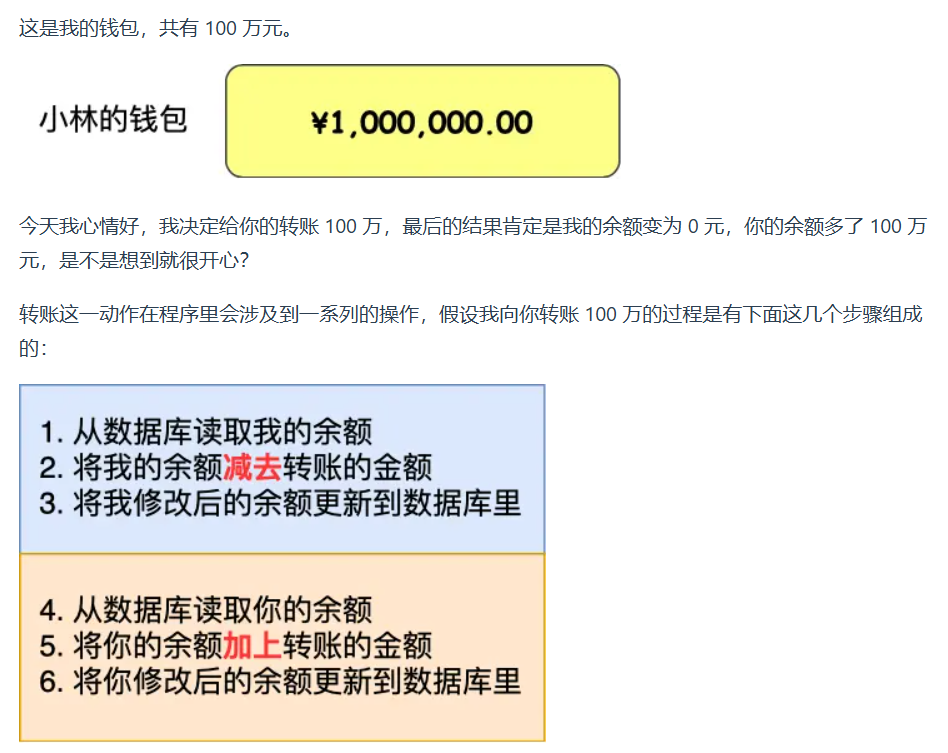 这是我的钱包，共有 100 万元。
小林的钱包
¥1,000,000.00
今天我心情好，我决定给你的转账 100 万，最后的结果肯定是我的余额变为 0 元，你的余额多了 100 万
元，是不是想到就很开心？
转账这一动作在程序里会涉及到一系列的操作，假设我向你转账 100 万的过程是有下面这几个步骤组成
的：
1. 从数据库读取我的余额
2. 将我的余额减去转账的金额
3. 将我修改后的余额更新到数据库里
4. 从数据库读取你的余额
5. 将你的余额加上转账的金额
6. 将你修改后的余额更新到数据库里